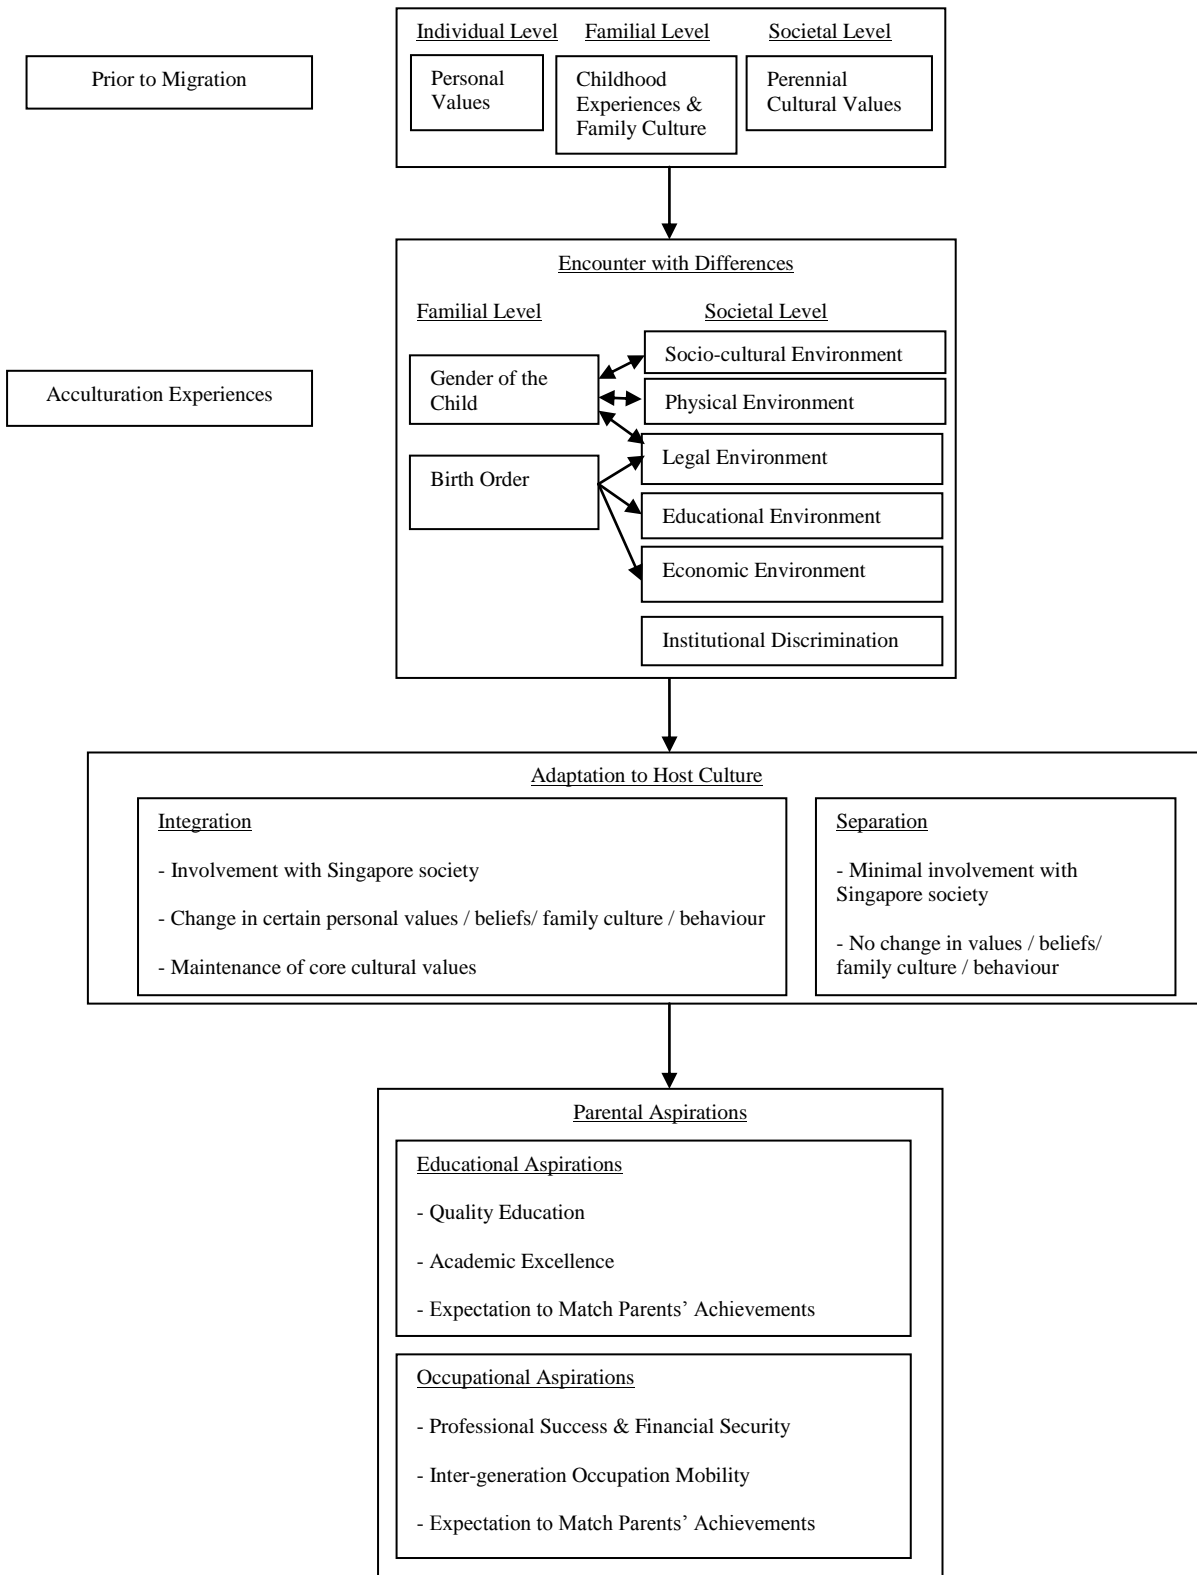 Individual Level
Familial Level
Societal Level
Prior to Migration
Personal
Values
Childhood
Experiences &
Family Culture
Perennial
Cultural Values
Encounter with Differences
Familial Level
Societal Level
Acculturation Experiences
Gender of the
Child
Birth Order
Socio-cultural Environment
Physical Environment
Legal Environment
Educational Environment
Economic Environment
Institutional Discrimination
Adaptation to Host Culture
Integration
- Involvement with Singapore society
- Change in certain personal values / beliefs/ family culture / behaviour
- Maintenance of core cultural values
Separation
- Minimal involvement with
Singapore society
- No change in values / beliefs/
family culture / behaviour
Parental Aspirations
Educational Aspirations
- Quality Education
- Academic Excellence
- Expectation to Match Parents’ Achievements
Occupational Aspirations
- Professional Success & Financial Security
- Inter-generation Occupation Mobility
- Expectation to Match Parents’ Achievements